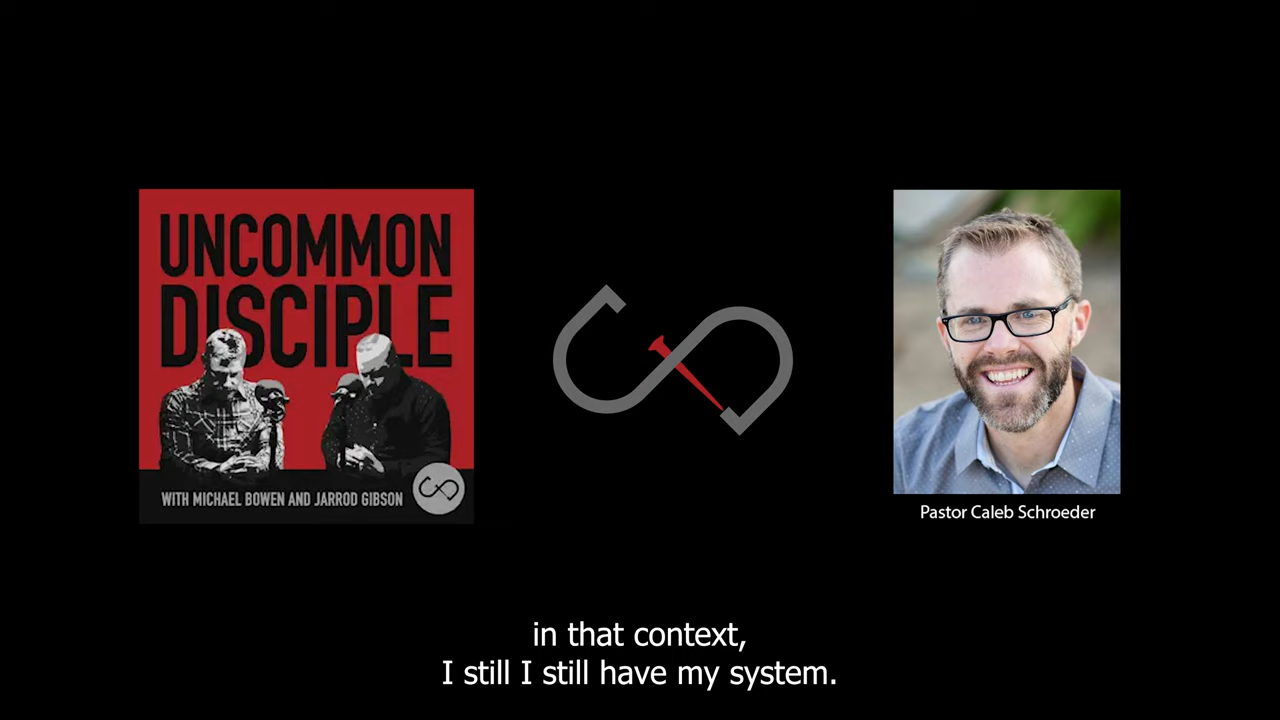 UNCOMMON
DISCIPLE
WITH MICHAEL BOWEN AND JARROD GIBSON
Pastor Caleb Schroeder
in that context,
I still I still have my system.